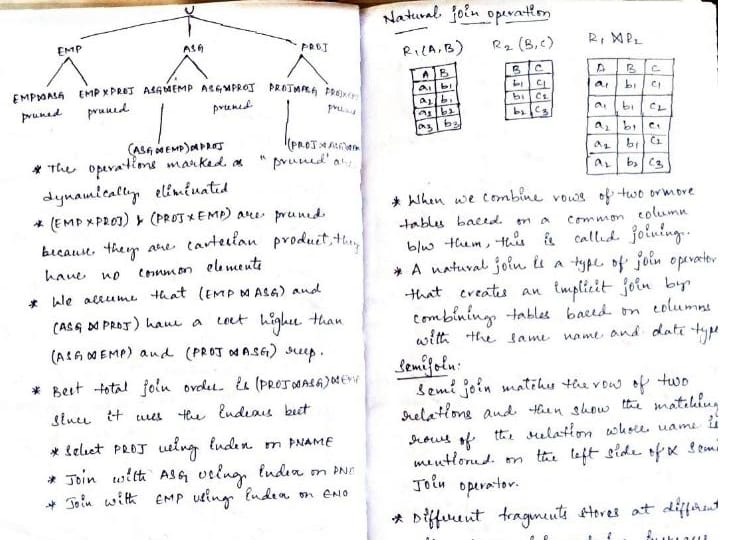 EMP ASG PROJ
EMP⋈ASG EMP×PROJ ASG⋈EMP ASG⋈PROJ PROJ⋈ASG
pruned pruned pruned
(ASG⋈EMP)⋈PROJ (PROJ⋈ASG)⋈
* The operations marked as "pruned" are
dynamically eliminated
* (EMP×PROJ) & (PROJ×EMP) are pruned
because they are cartesian product, they
have no common elements
* We assume that (EMP⋈ASG) and
(ASG⋈PROJ) have a cost higher than
(ASG⋈EMP) and (PROJ⋈ASG) resp.
* Best total join order is (PROJ⋈ASG)⋈EMP
since it uses the indexes best
* Select PROJ using index on PNAME
* Join with ASG using index on PNO
* Join with EMP using index on ENO
Natural join operation
R₁(A,B) R₂(B,C) R₁⋈R₂
A B B C A B C
a₁ b₁ b₁ c₁ a₁ b₁ c₁
a₂ b₁ b₁ c₂ a₁ b₁ c₂
a₂ b₂ b₂ c₃ a₂ b₁ c₁
a₃ b₃ a₂ b₁ c₂
a₂ b₂ c₃
* When we combine rows of two or more
tables based on a common column
b/w them, this is called joining.
* A natural join is a type of join operator
that creates an implicit join by
combining tables based on columns
with the same name and data type
Semijoin:
Semi join matches the row of two
relations and then show the matching
rows of the relation whose name is
mentioned on the left side of ⋉ Semi
Join operator.
* Different fragments stores at different